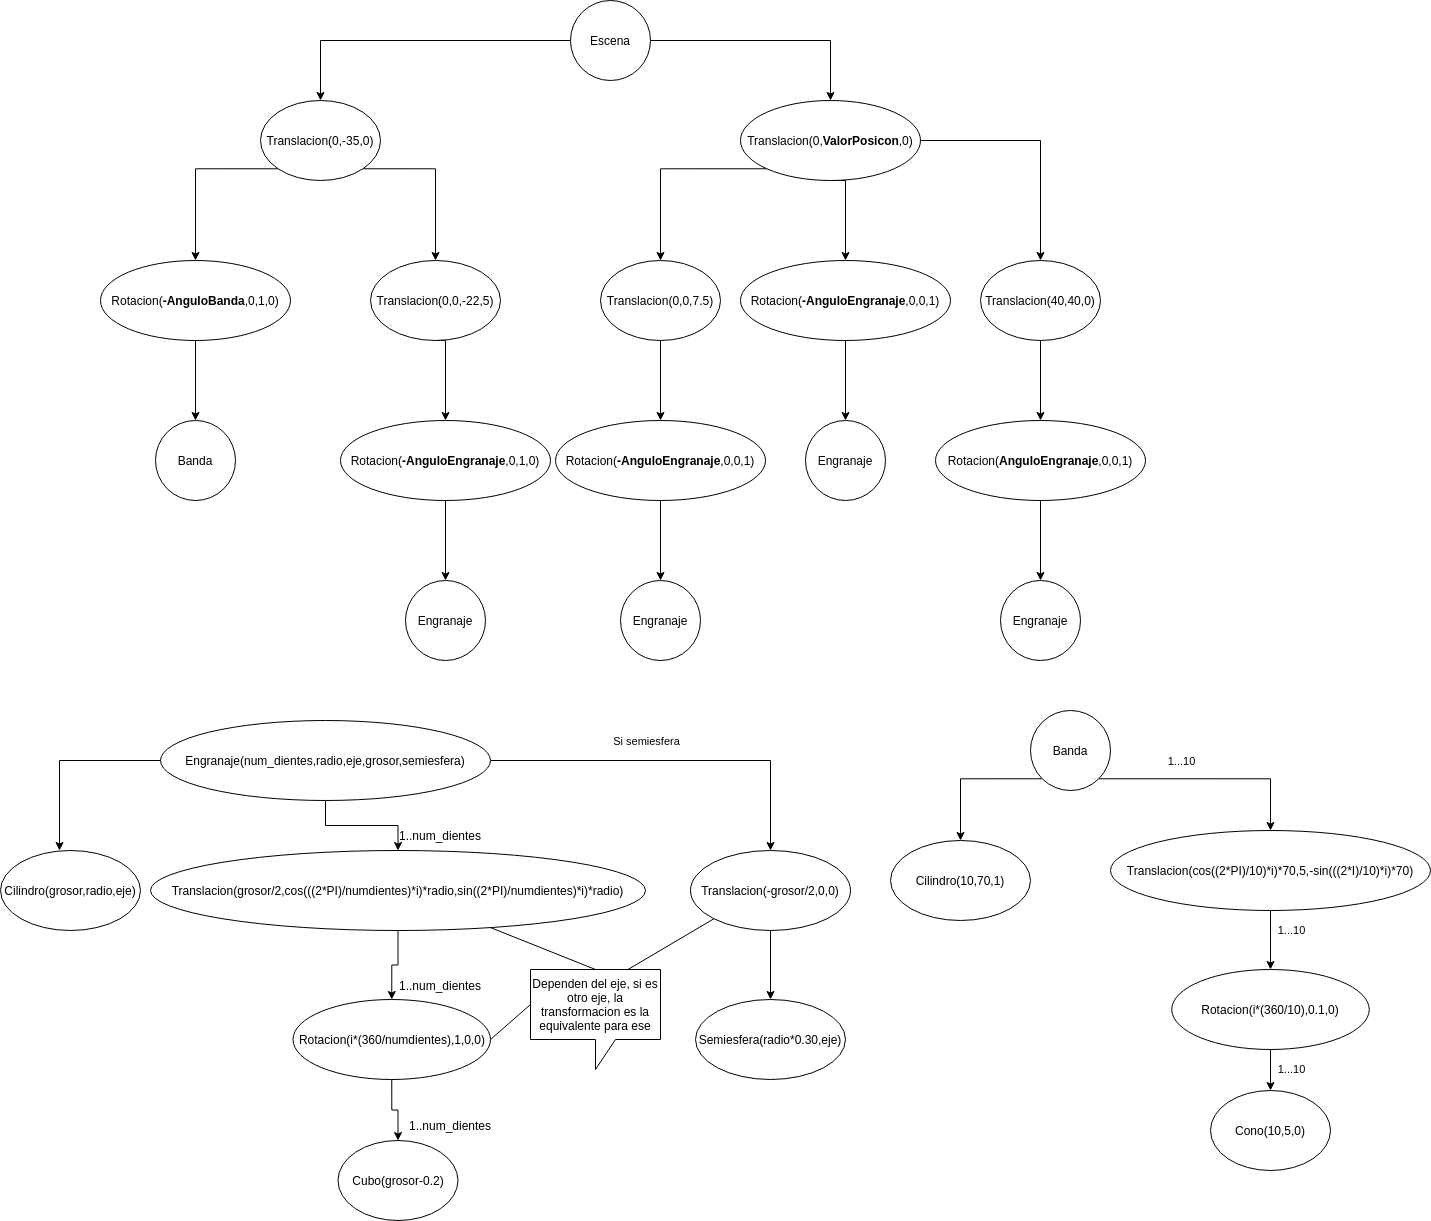 Escena
Translacion(0,-35,0)
Translacion(0,ValorPosicon,0)
Rotacion(-AnguloBanda,0,1,0)
Translacion(0,0,-22,5)
Translacion(0,0,7.5)
Rotacion(-AnguloEngranaje,0,0,1)
Translacion(40,40,0)
Banda
Rotacion(-AnguloEngranaje,0,1,0)
Rotacion(-AnguloEngranaje,0,0,1)
Engranaje
Rotacion(AnguloEngranaje,0,0,1)
Engranaje
Engranaje
Engranaje
Engranaje(num_dientes,radio,eje,grosor,semiesfera)
Si semiesfera
1..num_dientes
Cilindro(grosor,radio,eje)
Translacion(grosor/2,cos(((2*PI)/numdientes)*i)*radio,sin((2*PI)/numdientes)*i)*radio)
Translacion(-grosor/2,0,0)
1..num_dientes
Dependen del eje, si es
otro eje, la
transformacion es la
equivalente para ese
Rotacion(i*(360/numdientes),1,0,0)
Semiesfera(radio*0.30,eje)
1..num_dientes
Cubo(grosor-0.2)
Banda
1...10
Cilindro(10,70,1)
Translacion(cos((2*PI)/10)*i)*70,5,-sin(((2*I)/10)*i)*70)
1...10
Rotacion(i*(360/10),0.1,0)
1...10
Cono(10,5,0)